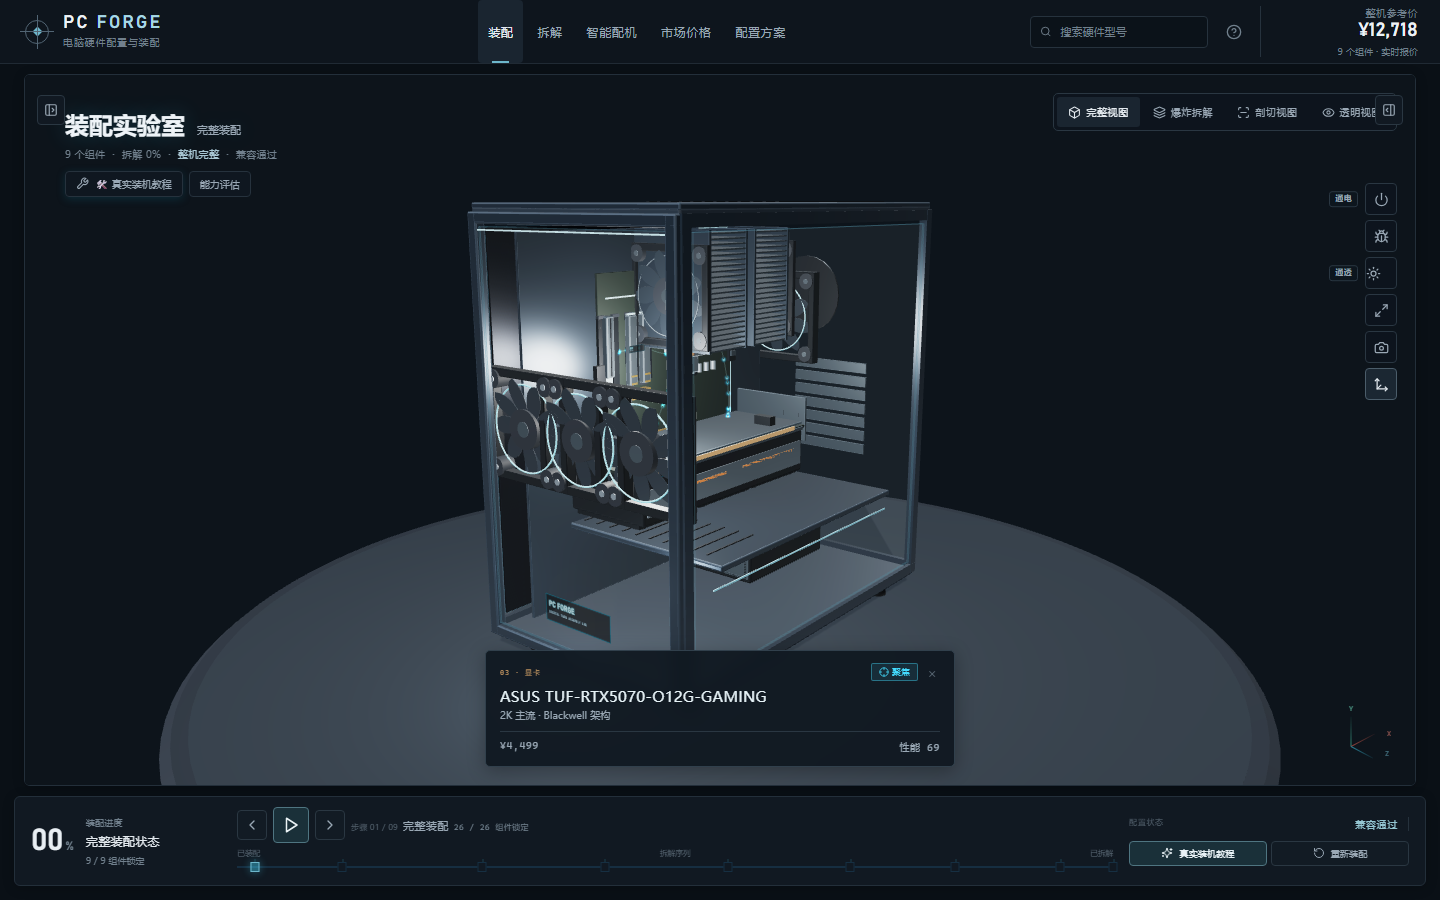 PC FORGE
电脑硬件配置与装配
装配
拆解
智能配机
市场价格
配置方案
搜索硬件型号
整机参考价
¥12,718
9 个组件 · 实时报价
装配实验室 完整装配
9 个组件 · 拆解 0% · 整机完整 · 兼容通过
🛠 真实装机教程
能力评估
完整视图
爆炸拆解
剖切视图
透明视图
通电
通透
PC FORGE
03 · 显卡
聚焦
ASUS TUF-RTX5070-O12G-GAMING
2K 主流 · Blackwell 架构
¥4,499
性能 69
Y
X
Z
00%
装配进度
完整装配状态
9 / 9 组件锁定
步骤 01 / 09 完整装配 26 / 26 组件锁定
已装配
拆解序列
已拆解
配置状态
兼容通过
真实装机教程
重新装配